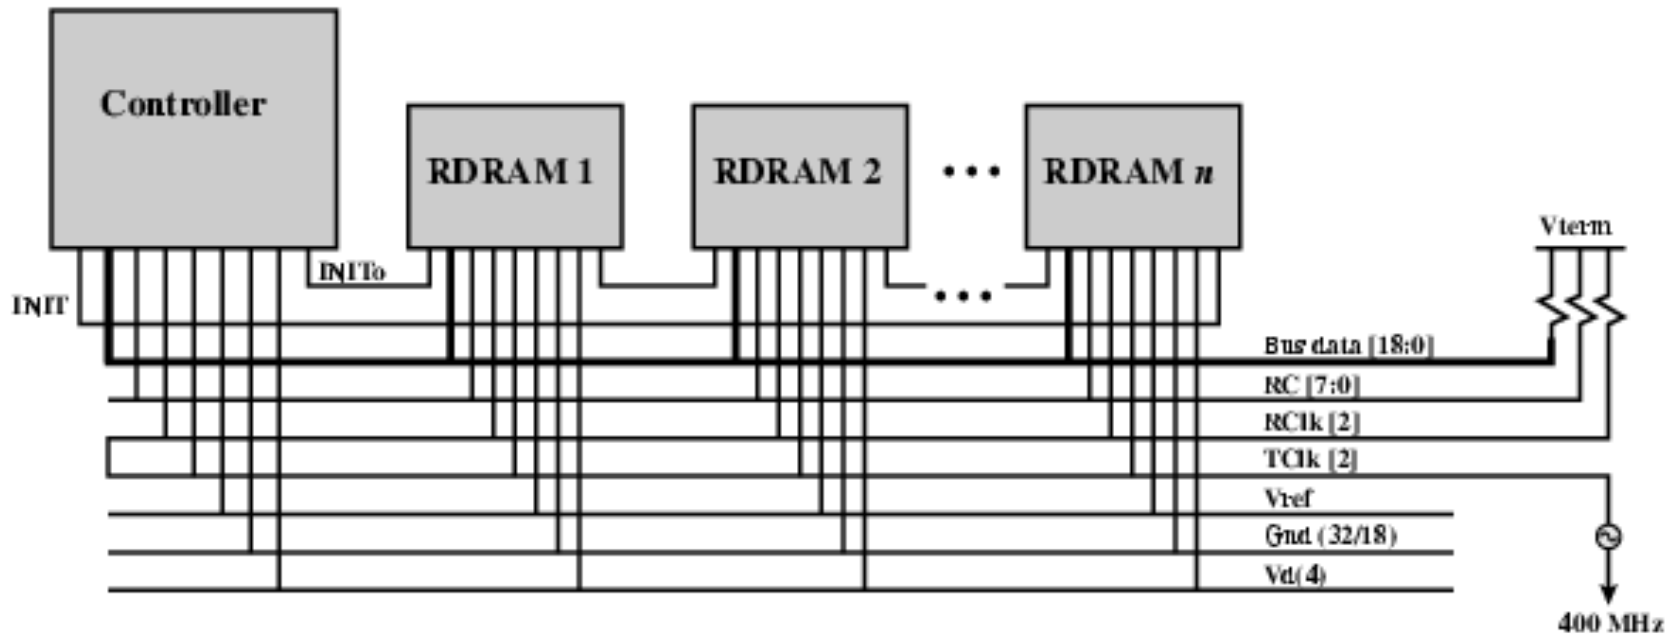 Controller
RDRAM 1
RDRAM 2
RDRAM n
Vterm
INITo
INIT
Bus data [18:0]
RC [7:0]
RClk [2]
TClk [2]
Vref
Gnd (32/18)
Vd(4)
400 MHz